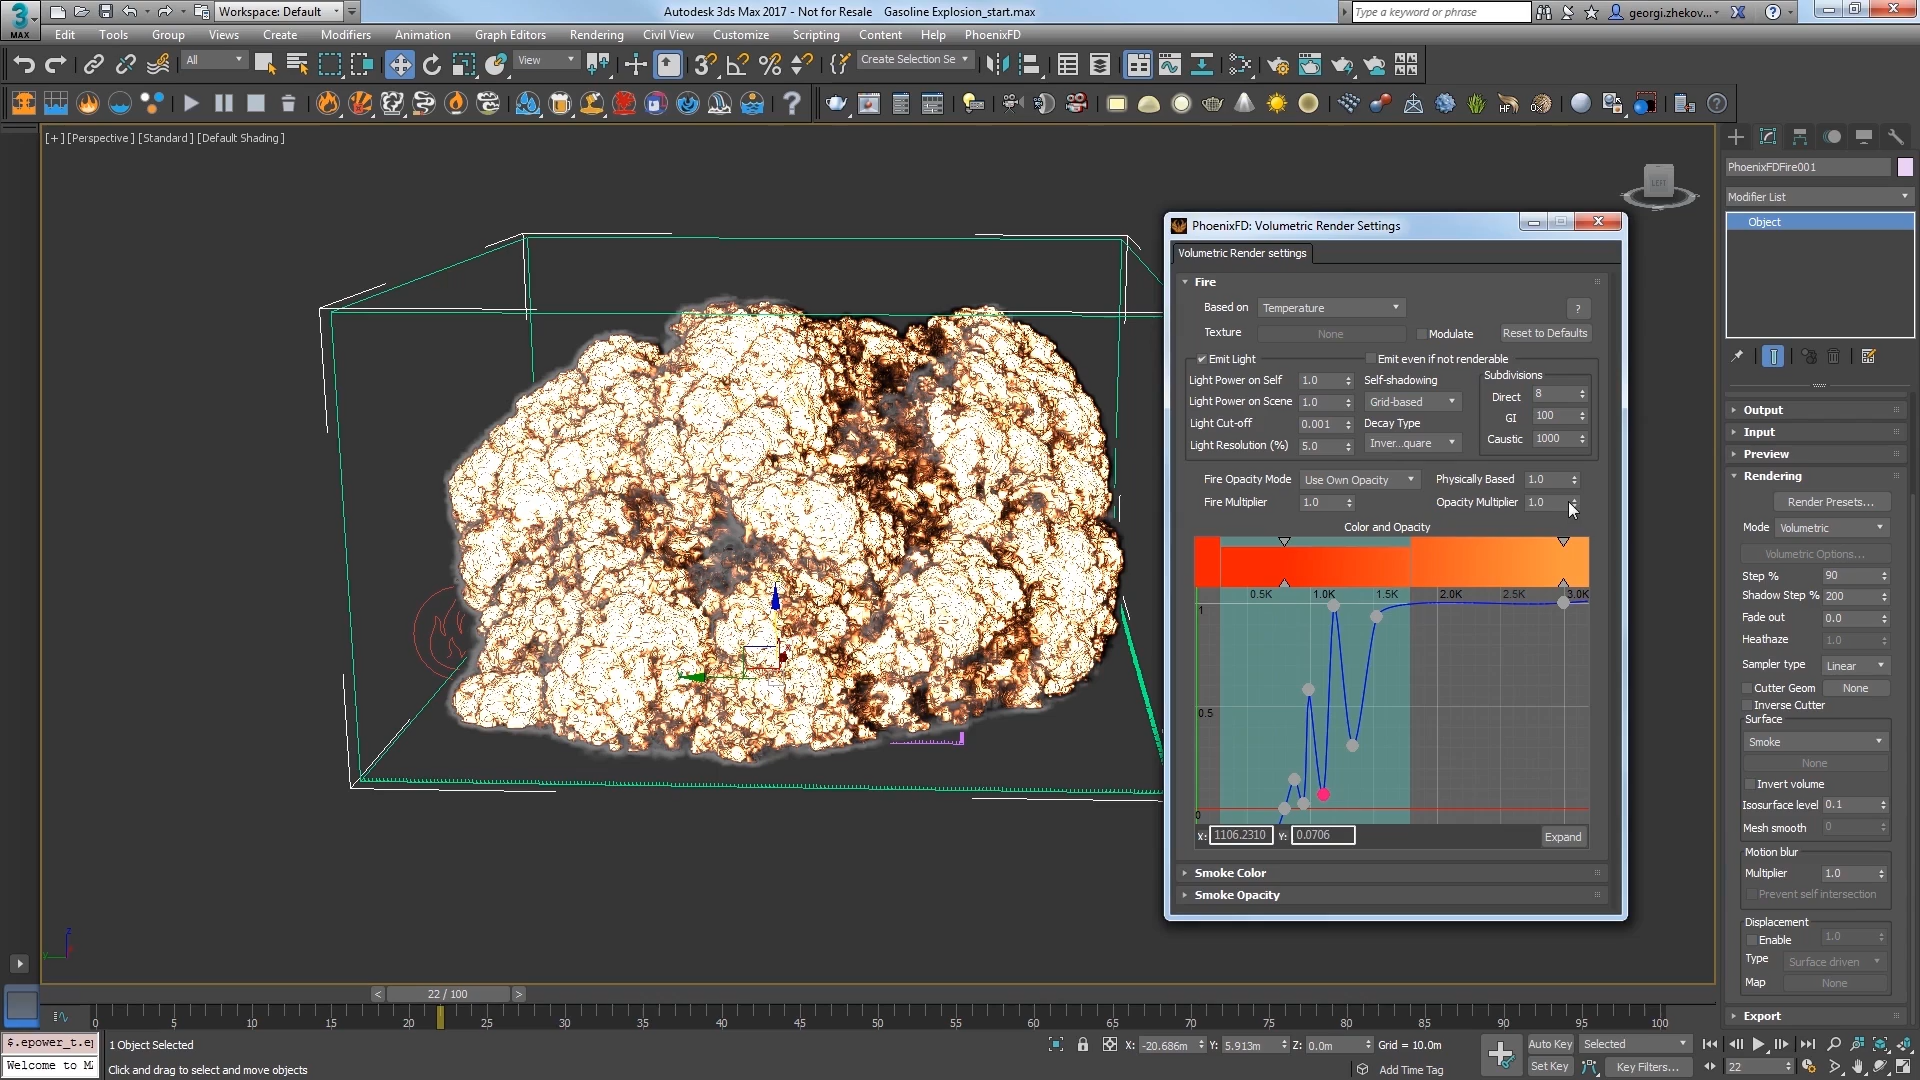 Workspace: Default
Autodesk 3ds Max 2017 - Not for Resale    Gasoline Explosion_start.max
Type a keyword or phrase
georgi.zhekov...
MAX
Edit Tools Group Views Create Modifiers Animation Graph Editors Rendering Civil View Customize Scripting Content Help PhoenixFD
All
View
Create Selection Se
HF
[+] [Perspective] [Standard] [Default Shading]
LEFT
PhoenixFDFire001
Modifier List
Object
PhoenixFD: Volumetric Render Settings
Volumetric Render settings
Fire
Based on Temperature ?
Texture None Modulate Reset to Defaults
Emit Light Emit even if not renderable
Light Power on Self 1.0 Self-shadowing Subdivisions
Light Power on Scene 1.0 Grid-based Direct 8
Light Cut-off 0.001 Decay Type GI 100
Light Resolution (%) 5.0 Inver...quare Caustic 1000
Fire Opacity Mode Use Own Opacity Physically Based 1.0
Fire Multiplier 1.0 Opacity Multiplier 1.0
Color and Opacity
0.5K 1.0K 1.5K 2.0K 2.5K 3.0K
1
0.5
0
X: 1106.2310 Y: 0.0706 Expand
Smoke Color
Smoke Opacity
Output
Input
Preview
Rendering
Render Presets...
Mode Volumetric
Volumetric Options...
Step % 90
Shadow Step % 200
Fade out 0.0
Heathaze 1.0
Sampler type Linear
Cutter Geom None
Inverse Cutter
Surface
Smoke
None
Invert volume
Isosurface level 0.1
Mesh smooth 0
Motion blur
Multiplier 1.0
Prevent self intersection
Displacement
Enable 1.0
Type Surface driven
Map None
Export
z
y
< 22 / 100 >
0 5 10 15 20 25 30 35 40 45 50 55 60 65 70 75 80 85 90 95 100
1 Object Selected
Click and drag to select and move objects
Welcome to M
X: -20.686m Y: 5.913m Z: 0.0m Grid = 10.0m
Add Time Tag
Auto Key Selected
Set Key Key Filters...
22